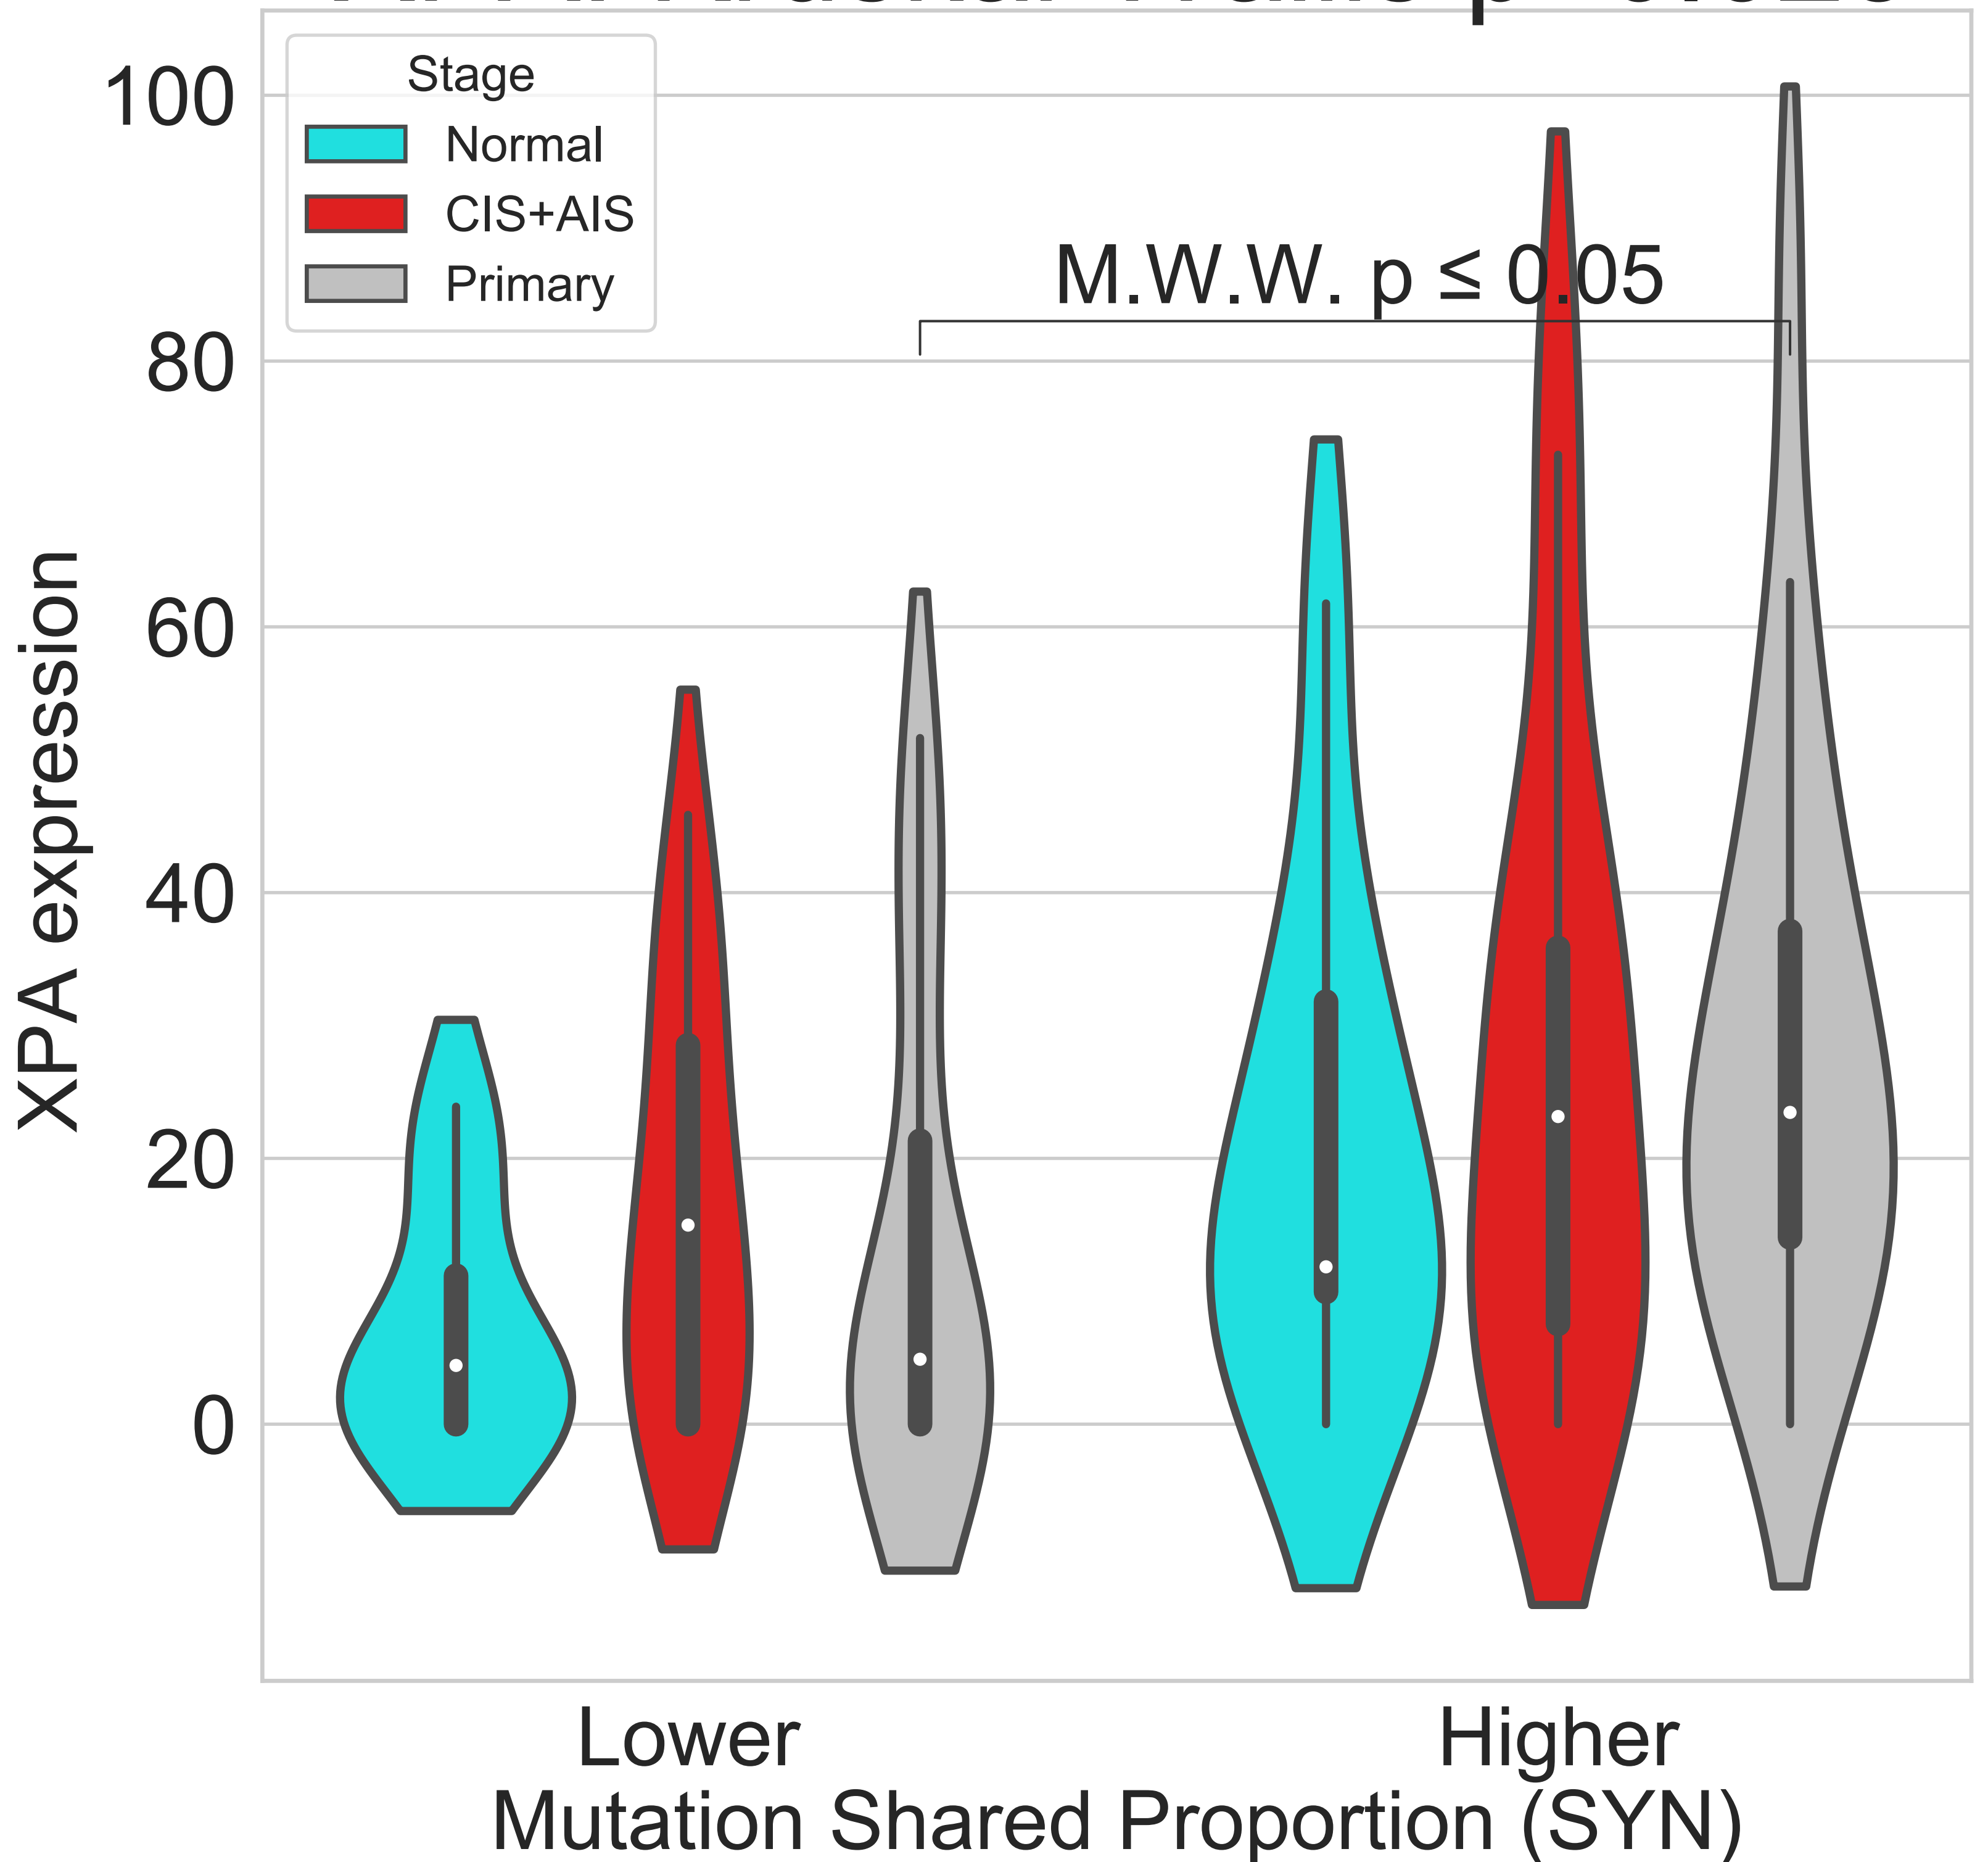 100
80
60
40
20
0
XPA expression
Stage
Normal
CIS+AIS
Primary
M.W.W. p ≤ 0.05
Lower
Higher
Mutation Shared Proportion (SYN)